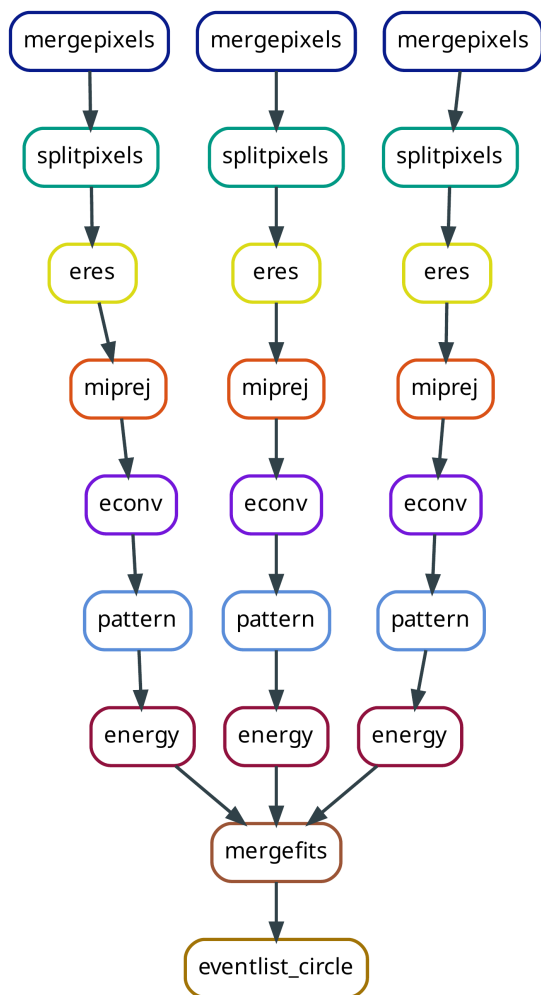 mergepixels mergepixels mergepixels
splitpixels splitpixels splitpixels
eres eres eres
miprej miprej miprej
econv econv econv
pattern pattern pattern
energy energy energy
mergefits
eventlist_circle